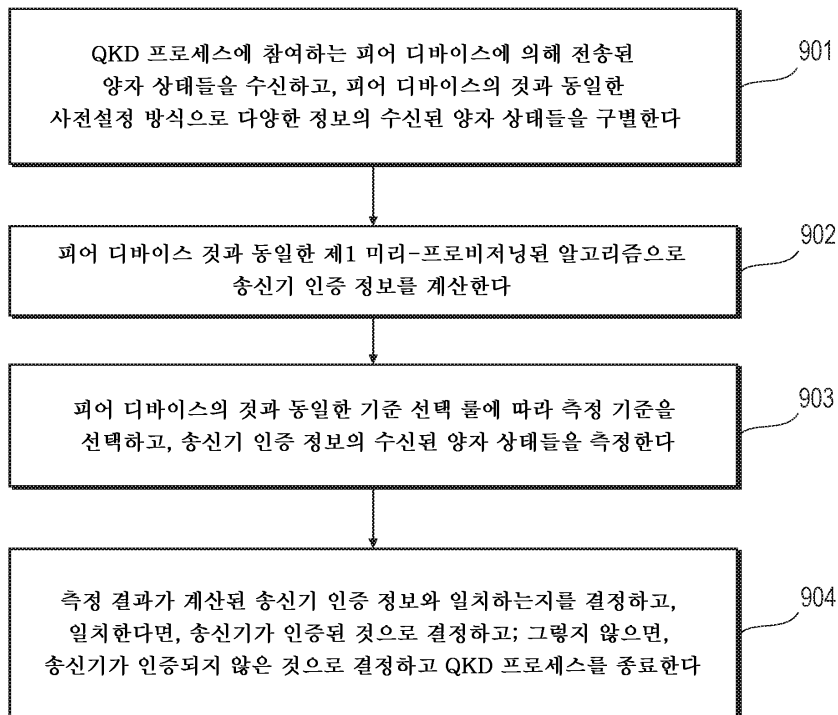 QKD 프로세스에 참여하는 피어 디바이스에 의해 전송된
양자 상태들을 수신하고, 피어 디바이스의 것과 동일한
사전설정 방식으로 다양한 정보의 수신된 양자 상태들을 구별한다
901
피어 디바이스 것과 동일한 제1 미리-프로비저닝된 알고리즘으로
송신기 인증 정보를 계산한다
902
피어 디바이스의 것과 동일한 기준 선택 룰에 따라 측정 기준을
선택하고, 송신기 인증 정보의 수신된 양자 상태들을 측정한다
903
측정 결과가 계산된 송신기 인증 정보와 일치하는지를 결정하고,
일치한다면, 송신기가 인증된 것으로 결정하고; 그렇지 않으면,
송신기가 인증되지 않은 것으로 결정하고 QKD 프로세스를 종료한다
904